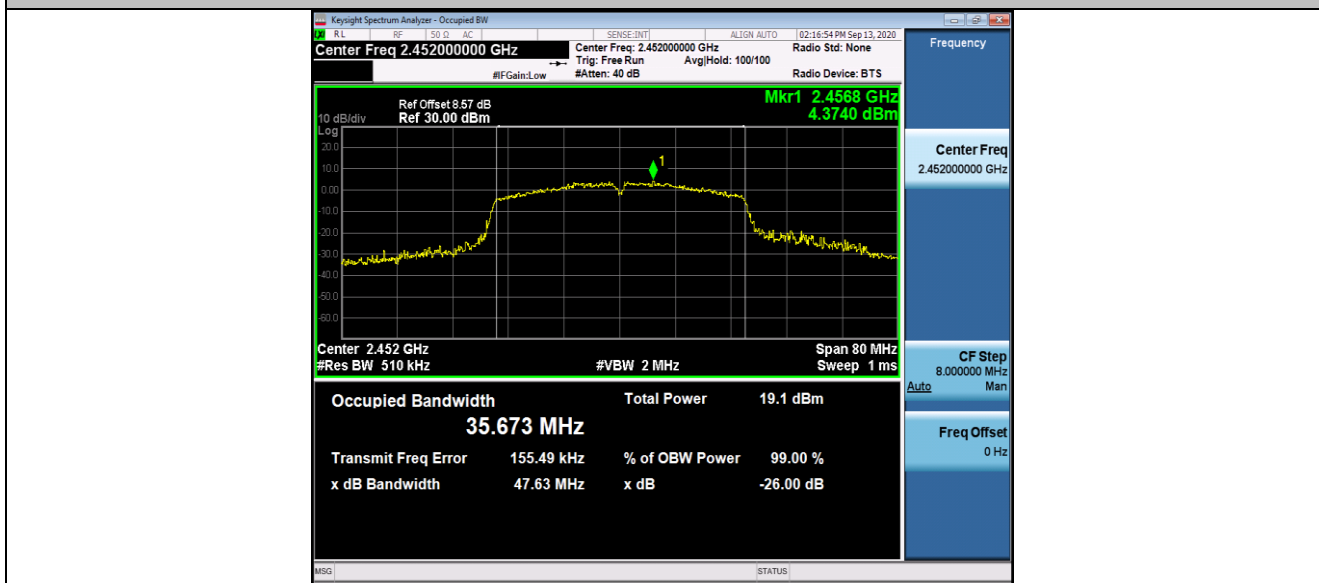 Keysight Spectrum Analyzer - Occupied BW
RL RF 50 Ω AC SENSE:INT ALIGN AUTO 02:16:54 PM Sep 13, 2020
Center Freq 2.452000000 GHz Center Freq: 2.452000000 GHz Radio Std: None
Trig: Free Run Avg|Hold: 100/100
#IFGain:Low #Atten: 40 dB Radio Device: BTS
Frequency
Mkr1 2.4568 GHz
4.3740 dBm
Ref Offset 8.57 dB
10 dB/div Ref 30.00 dBm
Log
20.0
10.0
0.00
-10.0
-20.0
-30.0
-40.0
-50.0
-60.0
1
Center 2.452 GHz Span 80 MHz
#Res BW 510 kHz #VBW 2 MHz Sweep 1 ms
Center Freq
2.452000000 GHz
CF Step
8.000000 MHz
Auto Man
Freq Offset
0 Hz
Occupied Bandwidth Total Power 19.1 dBm
35.673 MHz
Transmit Freq Error 155.49 kHz % of OBW Power 99.00 %
x dB Bandwidth 47.63 MHz x dB -26.00 dB
MSG STATUS